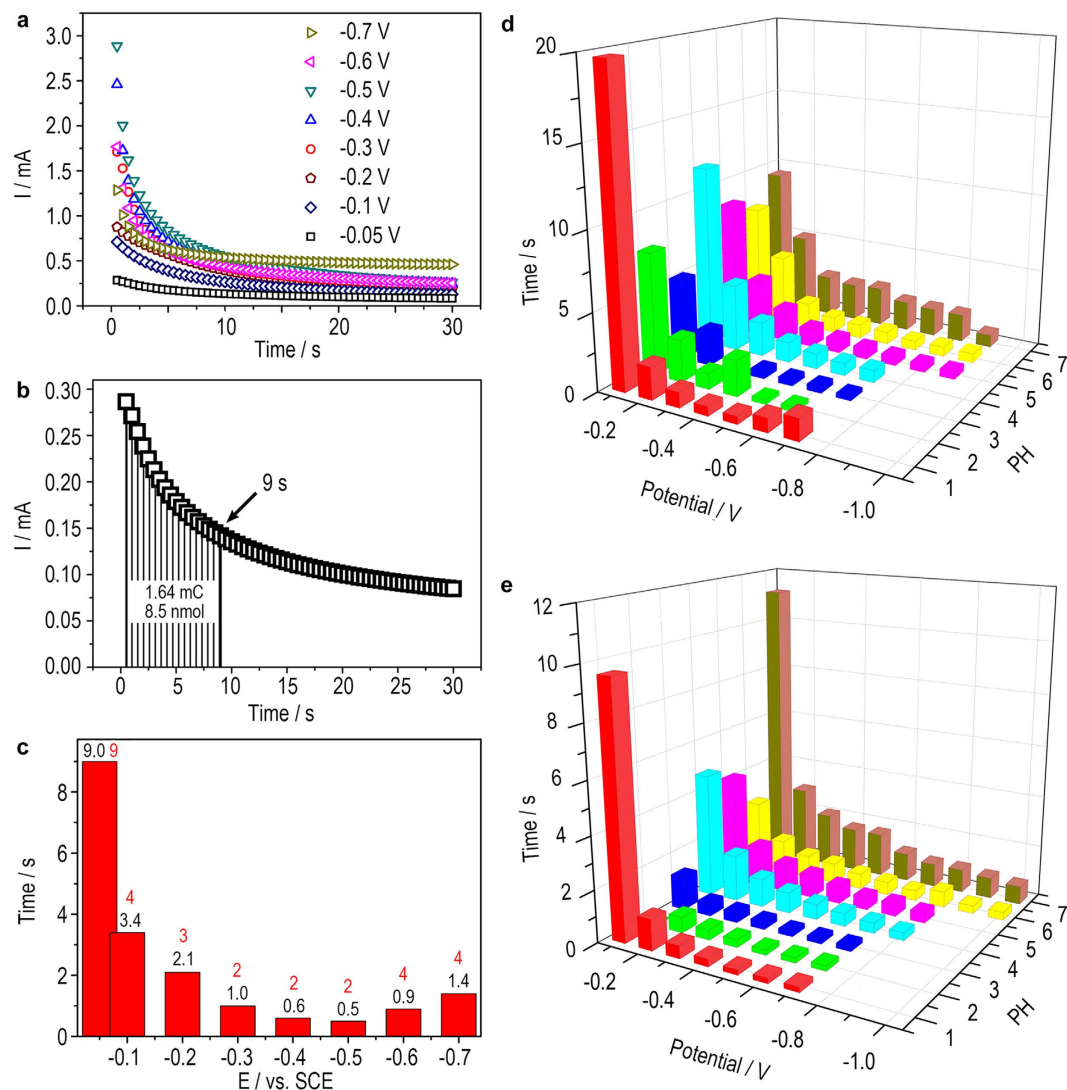 a
I / mA
3.0
2.5
2.0
1.5
1.0
0.5
0.0
-0.7 V
-0.6 V
-0.5 V
-0.4 V
-0.3 V
-0.2 V
-0.1 V
-0.05 V
0 10 20 30
Time / s
b
I / mA
0.30
0.25
0.20
0.15
0.10
0.05
0.00
9 s
1.64 mC
8.5 nmol
0 5 10 15 20 25 30
Time / s
c
Time / s
8
6
4
2
0
9.0 9
4
3.4
3
2.1
2
1.0
2
0.6
2
0.5
4
0.9
4
1.4
-0.1 -0.2 -0.3 -0.4 -0.5 -0.6 -0.7
E / vs. SCE
d
Time / s
20
15
10
5
0
-0.2
-0.4
-0.6
-0.8
-1.0
Potential / V
1
2
3
4
5
6
7
PH
e
Time / s
12
10
8
6
4
2
0
-0.2
-0.4
-0.6
-0.8
-1.0
Potential / V
1
2
3
4
5
6
7
PH